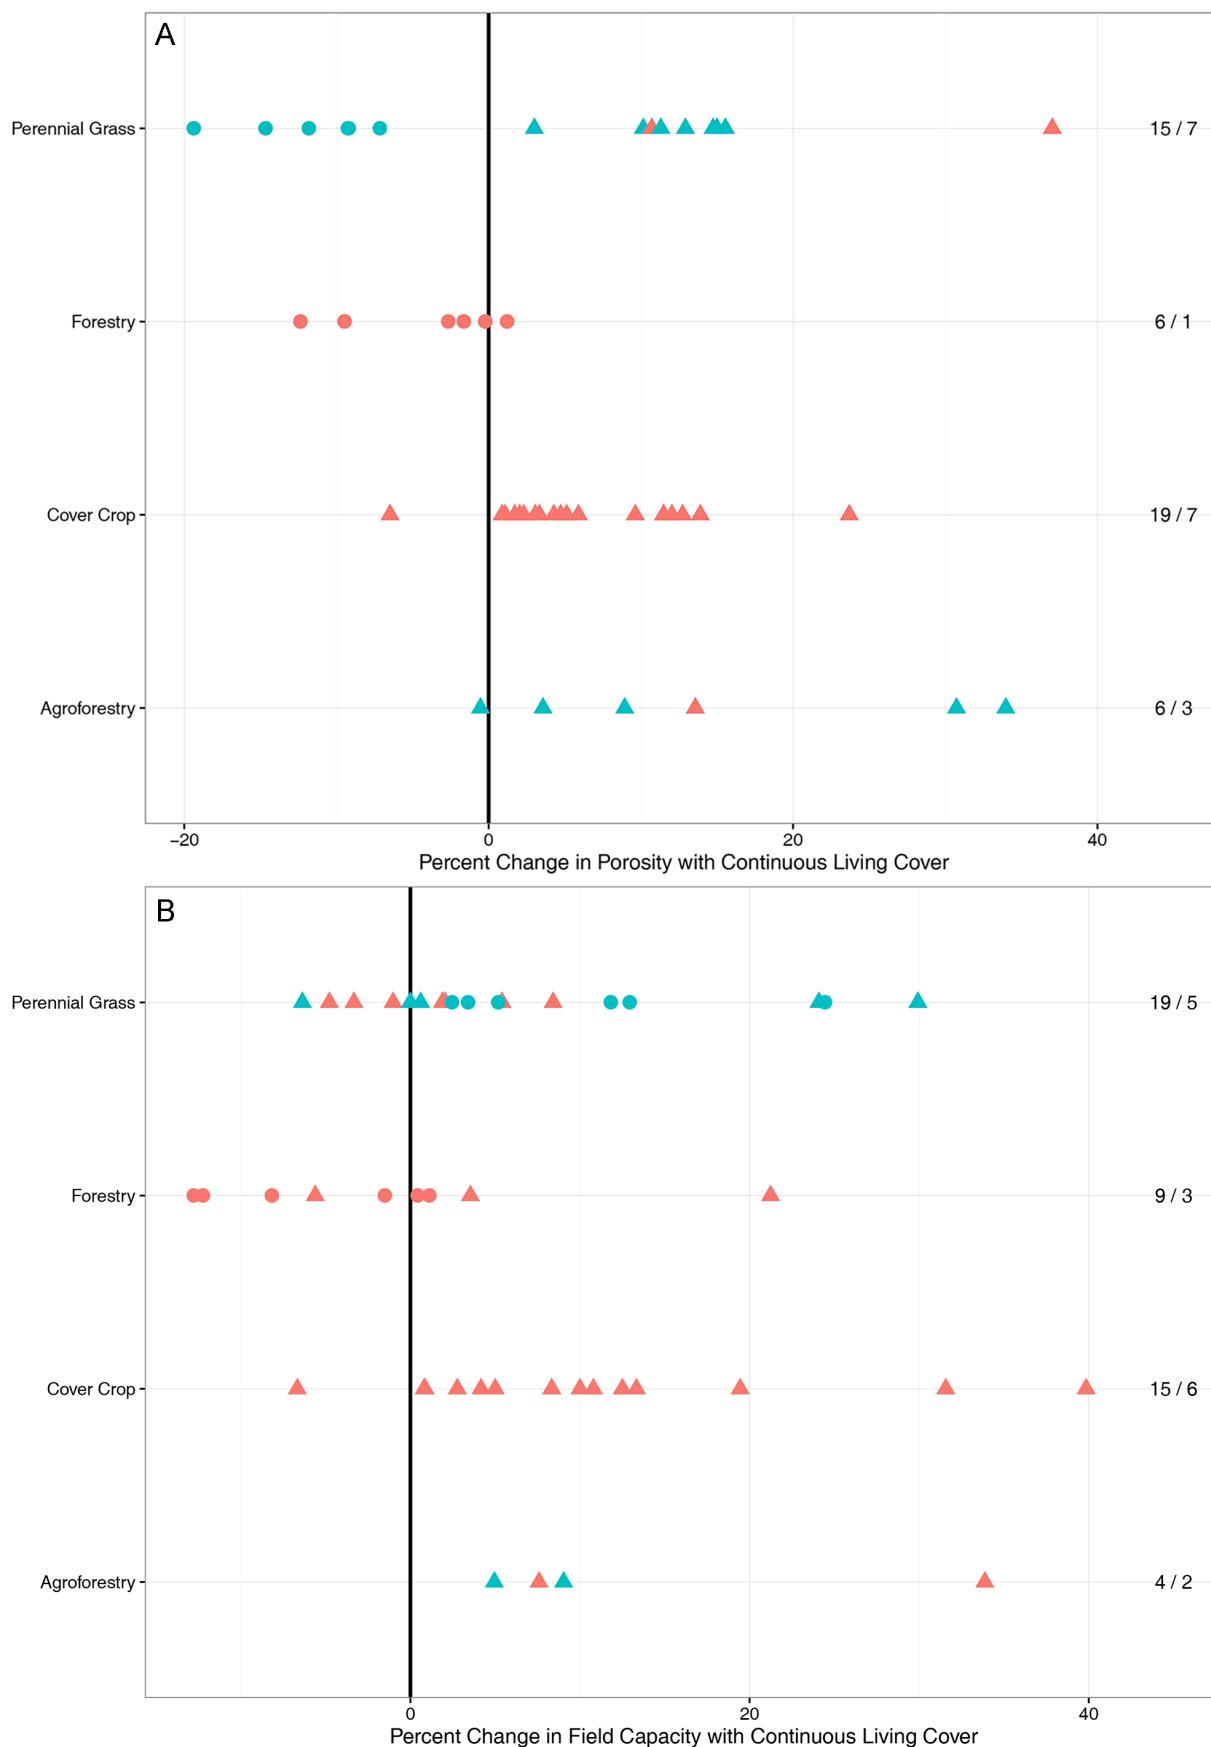 A
Perennial Grass
15 / 7
Forestry
6 / 1
Cover Crop
19 / 7
Agroforestry
6 / 3
−20 0 20 40
Percent Change in Porosity with Continuous Living Cover
B
Perennial Grass
19 / 5
Forestry
9 / 3
Cover Crop
15 / 6
Agroforestry
4 / 2
0 20 40
Percent Change in Field Capacity with Continuous Living Cover